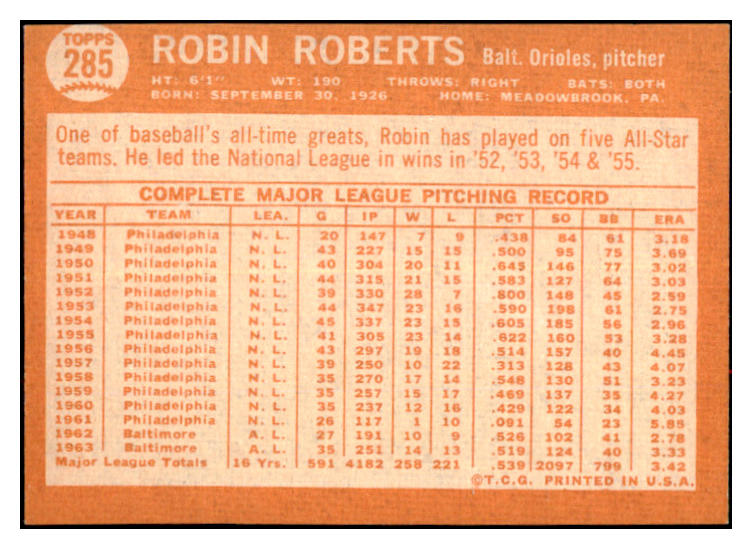 TOPPS
285
ROBIN ROBERTS Balt. Orioles, pitcher
HT: 6'1" WT: 190 THROWS: RIGHT BATS: BOTH
BORN: SEPTEMBER 30, 1926 HOME: MEADOWBROOK, PA.
One of baseball's all-time greats, Robin has played on five All-Star
teams. He led the National League in wins in '52, '53, '54 & '55.
COMPLETE MAJOR LEAGUE PITCHING RECORD
YEAR TEAM LEA. G IP W L PCT SO BB ERA
1948 Philadelphia N. L. 20 147 7 9 .438 84 61 3.18
1949 Philadelphia N. L. 43 227 15 15 .500 95 75 3.69
1950 Philadelphia N. L. 40 304 20 11 .645 146 77 3.02
1951 Philadelphia N. L. 44 315 21 15 .583 127 64 3.03
1952 Philadelphia N. L. 39 330 28 7 .800 148 45 2.59
1953 Philadelphia N. L. 44 347 23 16 .590 198 61 2.75
1954 Philadelphia N. L. 45 337 23 15 .605 185 56 2.96
1955 Philadelphia N. L. 41 305 23 14 .622 160 53 3.28
1956 Philadelphia N. L. 43 297 19 18 .514 157 40 4.45
1957 Philadelphia N. L. 39 250 10 22 .313 128 43 4.07
1958 Philadelphia N. L. 35 270 17 14 .548 130 51 3.23
1959 Philadelphia N. L. 35 257 15 17 .469 137 35 4.27
1960 Philadelphia N. L. 35 237 12 16 .429 122 34 4.03
1961 Philadelphia N. L. 26 117 1 10 .091 54 23 5.85
1962 Baltimore A. L. 27 191 10 9 .526 102 41 2.78
1963 Baltimore A. L. 35 251 14 13 .519 124 40 3.33
Major League Totals 16 Yrs. 591 4182 258 221 .539 2097 799 3.42
©T.C.G. PRINTED IN U.S.A.